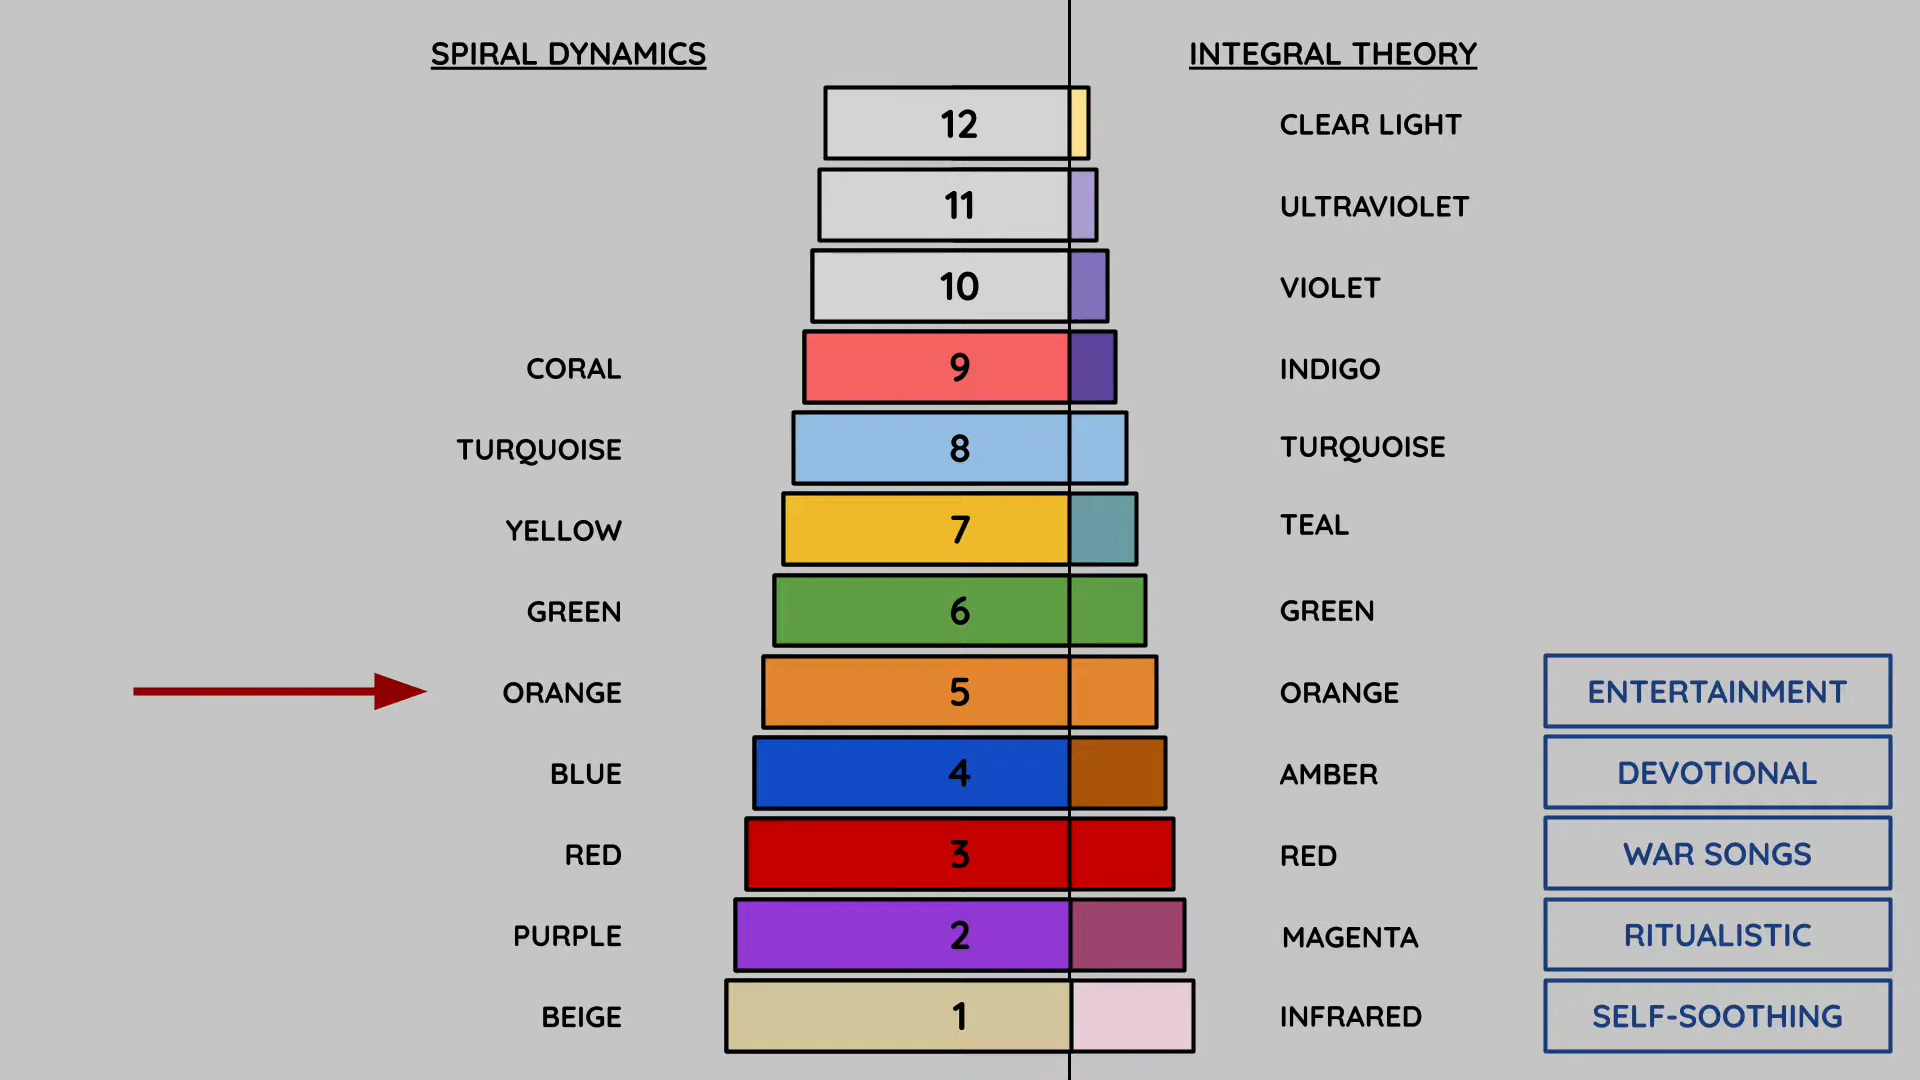 SPIRAL DYNAMICS INTEGRAL THEORY
12 CLEAR LIGHT
11 ULTRAVIOLET
10 VIOLET
CORAL 9 INDIGO
TURQUOISE 8 TURQUOISE
YELLOW 7 TEAL
GREEN 6 GREEN
ORANGE 5 ORANGE ENTERTAINMENT
BLUE 4 AMBER DEVOTIONAL
RED 3 RED WAR SONGS
PURPLE 2 MAGENTA RITUALISTIC
BEIGE 1 INFRARED SELF-SOOTHING